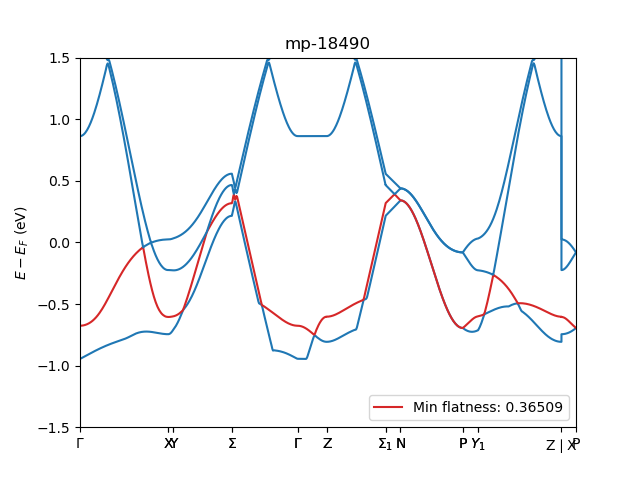 mp-18490
E − E_F (eV)
1.5
1.0
0.5
0.0
−0.5
−1.0
−1.5
Min flatness: 0.36509
Γ X Y Σ Γ Z Σ₁ N P Y₁ Z | X P